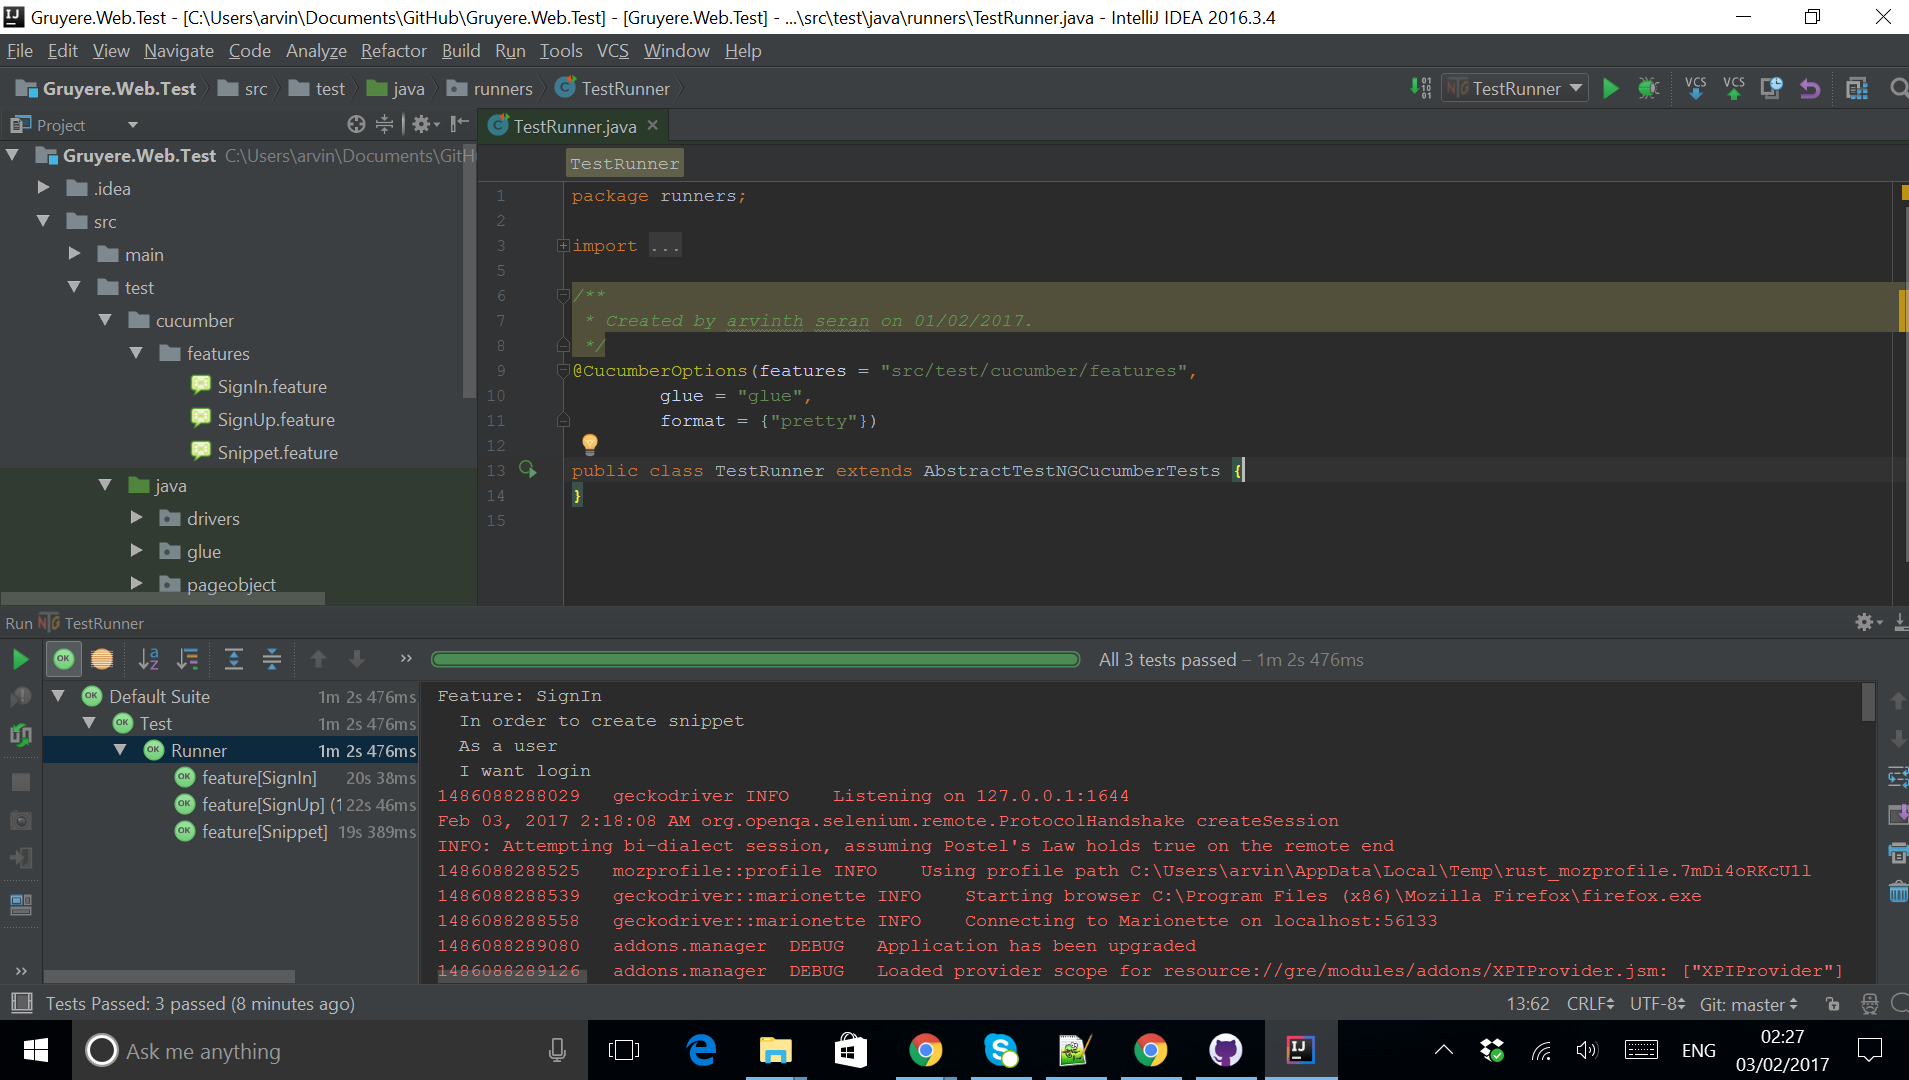 Gruyere.Web.Test - [C:\Users\arvin\Documents\GitHub\Gruyere.Web.Test] - [Gruyere.Web.Test] - ...\src\test\java\runners\TestRunner.java - IntelliJ IDEA 2016.3.4
File Edit View Navigate Code Analyze Refactor Build Run Tools VCS Window Help
Gruyere.Web.Test src test java runners TestRunner
TestRunner VCS VCS
Project
TestRunner.java
Gruyere.Web.Test C:\Users\arvin\Documents\GitH
.idea
src
main
test
cucumber
features
SignIn.feature
SignUp.feature
Snippet.feature
java
drivers
glue
pageobject
TestRunner
1 package runners;
2
3 import ...
5
6 /**
7 * Created by arvinth seran on 01/02/2017.
8 */
9 @CucumberOptions(features = "src/test/cucumber/features",
10 glue = "glue",
11 format = {"pretty"})
12
13 public class TestRunner extends AbstractTestNGCucumberTests {
14 }
15
Run TestRunner
All 3 tests passed – 1m 2s 476ms
Default Suite 1m 2s 476ms
Test 1m 2s 476ms
Runner 1m 2s 476ms
feature[SignIn] 20s 38ms
feature[SignUp] (1 22s 46ms
feature[Snippet] 19s 389ms
Feature: SignIn
In order to create snippet
As a user
I want login
1486088288029 geckodriver INFO Listening on 127.0.0.1:1644
Feb 03, 2017 2:18:08 AM org.openqa.selenium.remote.ProtocolHandshake createSession
INFO: Attempting bi-dialect session, assuming Postel's Law holds true on the remote end
1486088288525 mozprofile::profile INFO Using profile path C:\Users\arvin\AppData\Local\Temp\rust_mozprofile.7mDi4oRKcU1l
1486088288539 geckodriver::marionette INFO Starting browser C:\Program Files (x86)\Mozilla Firefox\firefox.exe
1486088288558 geckodriver::marionette INFO Connecting to Marionette on localhost:56133
1486088289080 addons.manager DEBUG Application has been upgraded
1486088289126 addons.manager DEBUG Loaded provider scope for resource://gre/modules/addons/XPIProvider.jsm: ["XPIProvider"]
Tests Passed: 3 passed (8 minutes ago)
13:62 CRLF UTF-8 Git: master
Ask me anything
ENG
02:27
03/02/2017